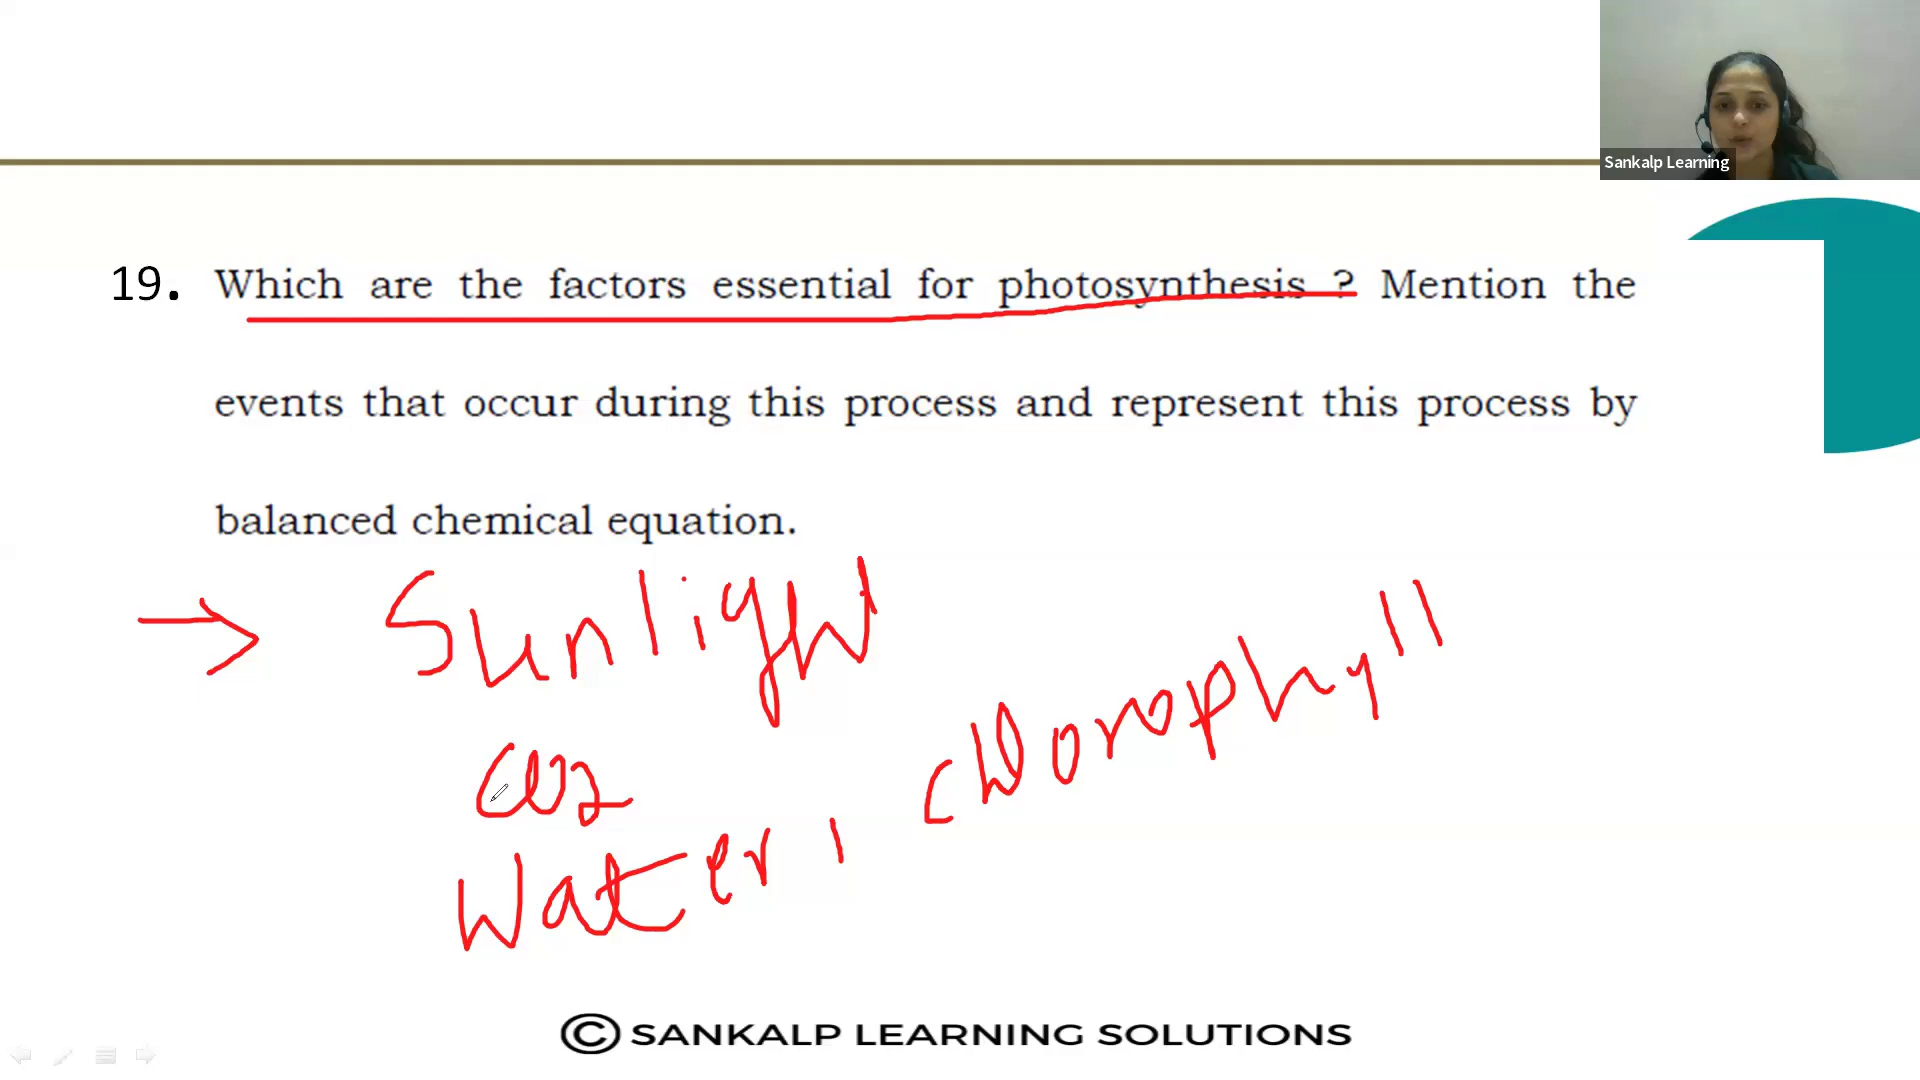 Sankalp Learning
19. Which are the factors essential for photosynthesis ? Mention the
events that occur during this process and represent this process by
balanced chemical equation.
→ Sunlight
CO2
Water, chlorophyll
© SANKALP LEARNING SOLUTIONS